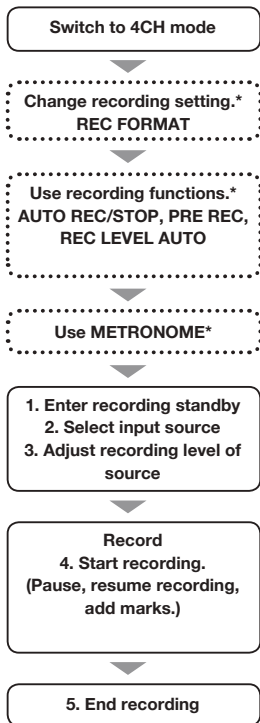 Switch to 4CH mode
Change recording setting.*
REC FORMAT
Use recording functions.*
AUTO REC/STOP, PRE REC,
REC LEVEL AUTO
Use METRONOME*
1. Enter recording standby
2. Select input source
3. Adjust recording level of
source
Record
4. Start recording.
(Pause, resume recording,
add marks.)
5. End recording